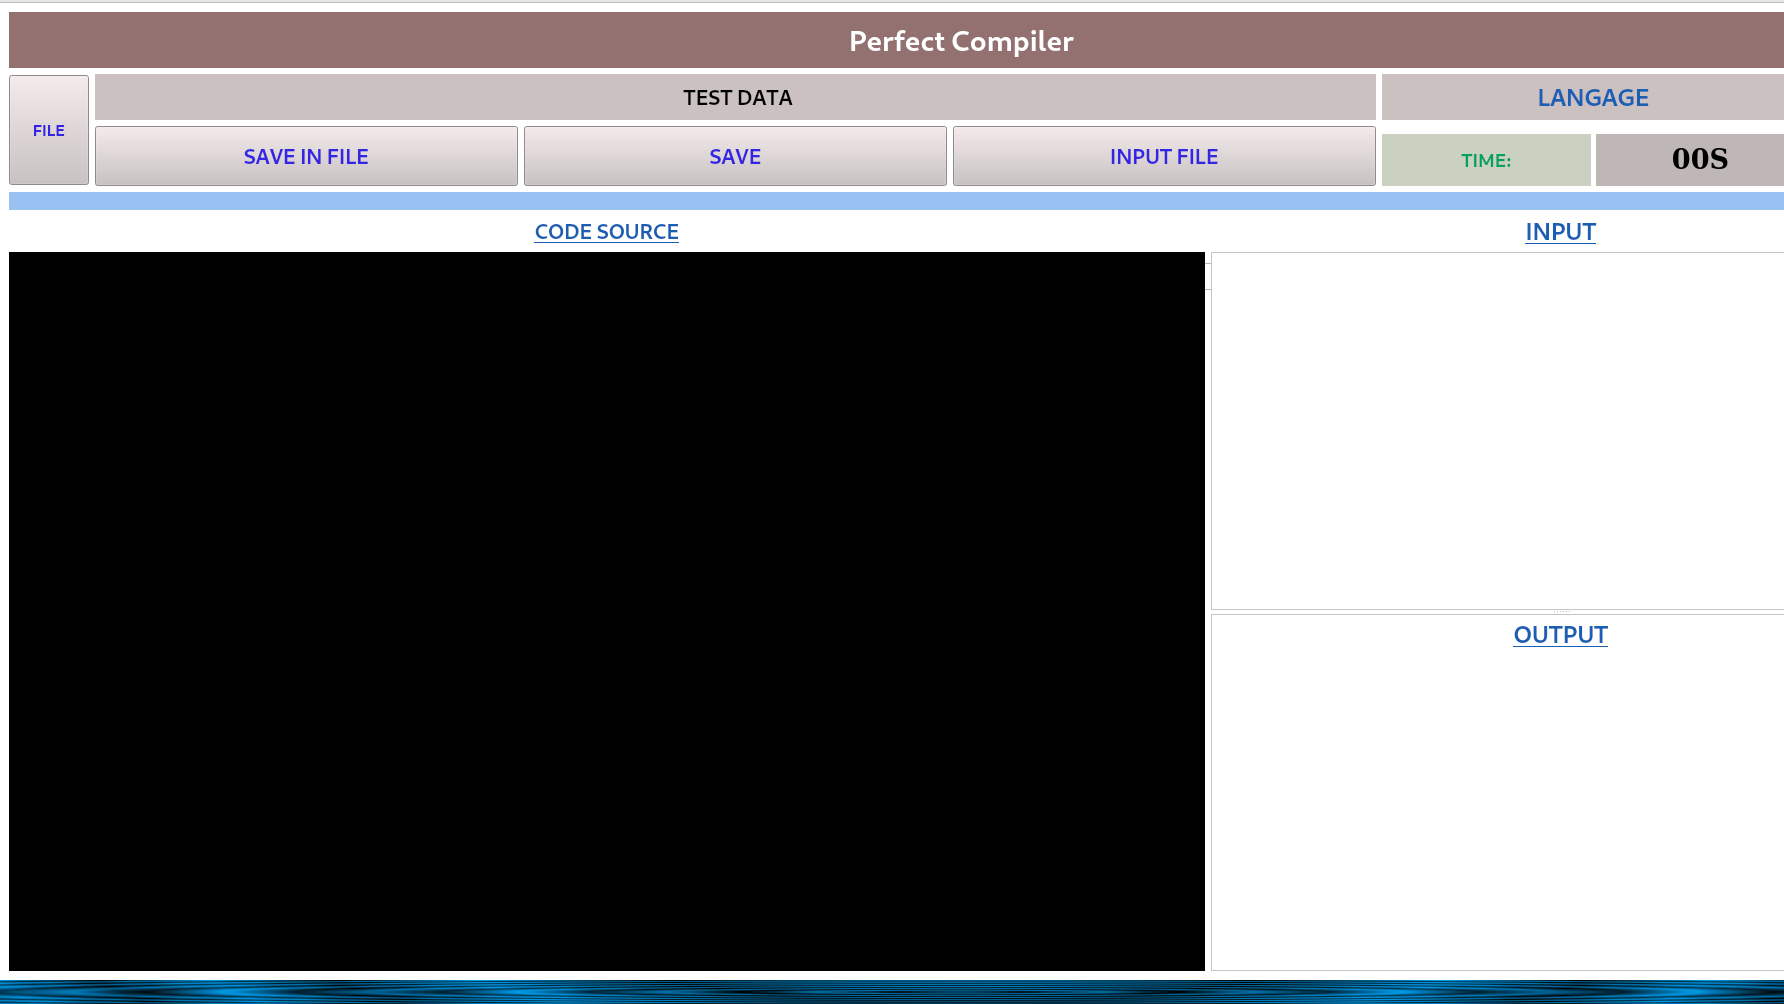 Perfect Compiler
FILE
TEST DATA
LANGAGE
SAVE IN FILE
SAVE
INPUT FILE
TIME:
00S
CODE SOURCE
INPUT
OUTPUT